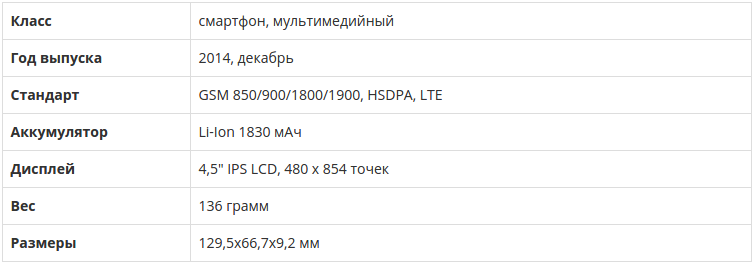 Класс смартфон, мультимедийный
Год выпуска 2014, декабрь
Стандарт GSM 850/900/1800/1900, HSDPA, LTE
Аккумулятор Li-Ion 1830 мАч
Дисплей 4,5" IPS LCD, 480 x 854 точек
Вес 136 грамм
Размеры 129,5x66,7x9,2 мм